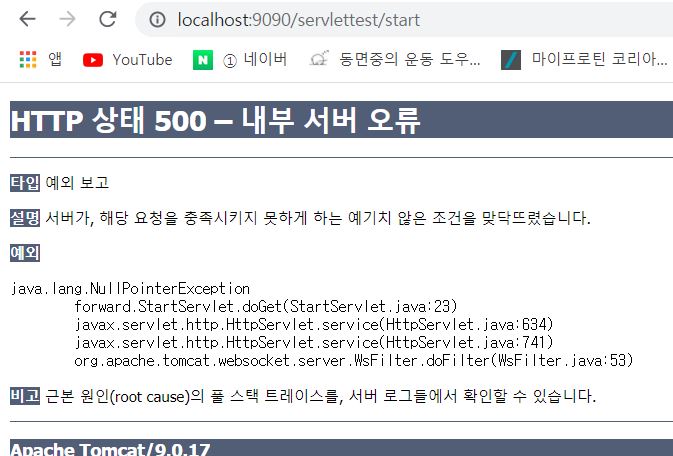 localhost:9090/servlettest/start
앱 YouTube N ① 네이버 동면중의 운동 도우... 마이프로틴 코리아...
HTTP 상태 500 – 내부 서버 오류
타입 예외 보고
설명 서버가, 해당 요청을 충족시키지 못하게 하는 예기치 않은 조건을 맞닥뜨렸습니다.
예외
java.lang.NullPointerException
forward.StartServlet.doGet(StartServlet.java:23)
javax.servlet.http.HttpServlet.service(HttpServlet.java:634)
javax.servlet.http.HttpServlet.service(HttpServlet.java:741)
org.apache.tomcat.websocket.server.WsFilter.doFilter(WsFilter.java:53)
비고 근본 원인(root cause)의 풀 스택 트레이스를, 서버 로그들에서 확인할 수 있습니다.
Apache Tomcat/9.0.17